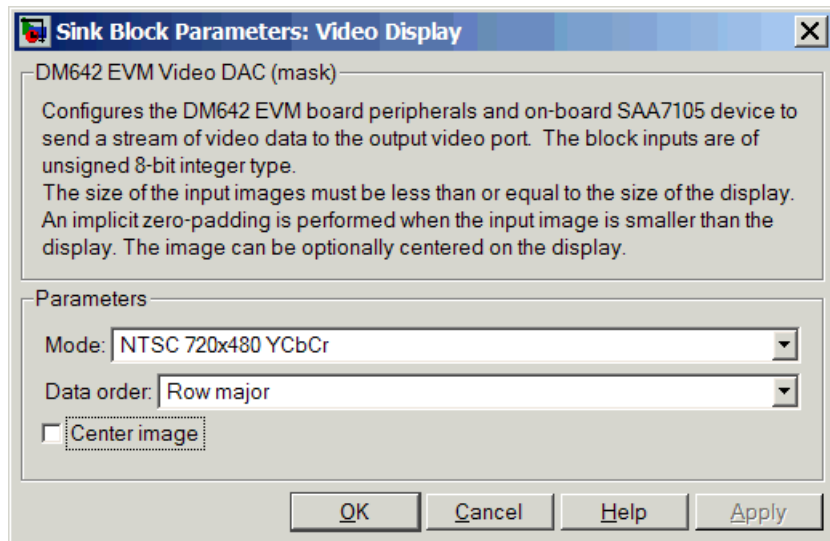 Sink Block Parameters: Video Display
DM642 EVM Video DAC (mask)
Configures the DM642 EVM board peripherals and on-board SAA7105 device to
send a stream of video data to the output video port. The block inputs are of
unsigned 8-bit integer type.
The size of the input images must be less than or equal to the size of the display.
An implicit zero-padding is performed when the input image is smaller than the
display. The image can be optionally centered on the display.
Parameters
Mode: NTSC 720x480 YCbCr
Data order: Row major
Center image
OK Cancel Help Apply